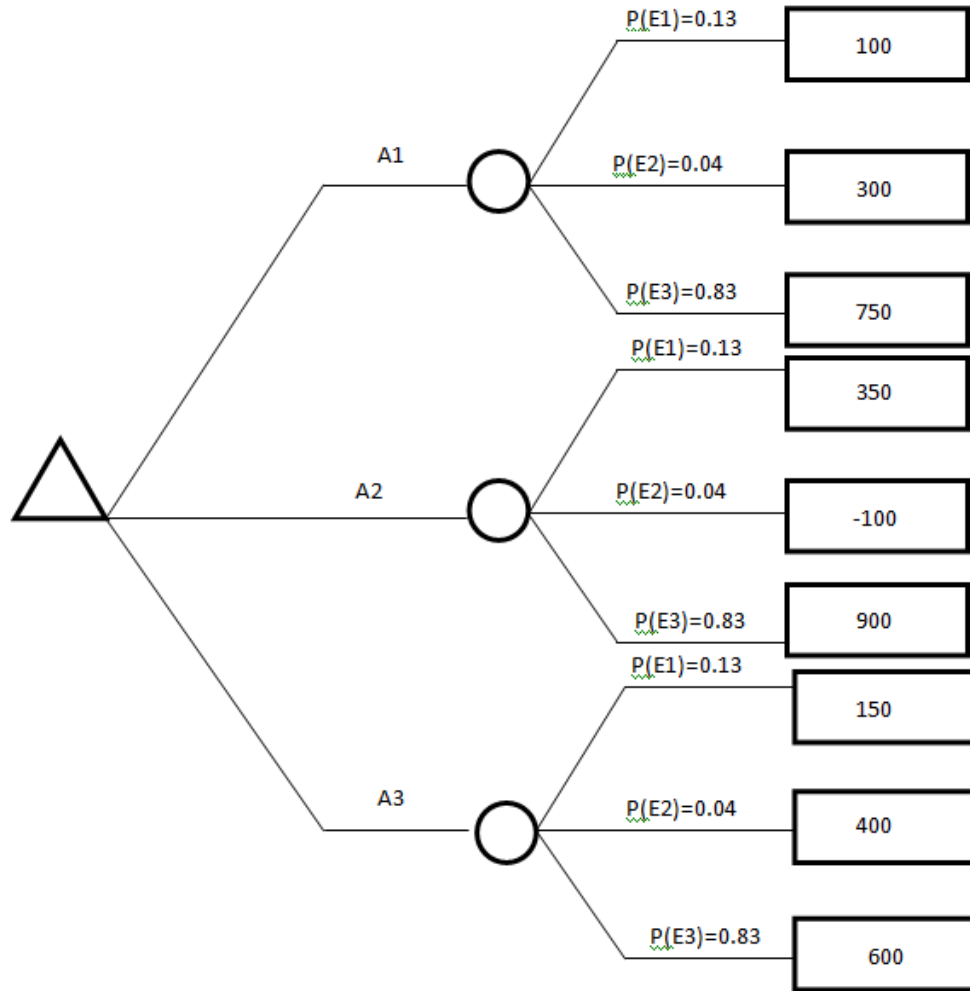 P(E1)=0.13
100
A1
P(E2)=0.04
300
P(E3)=0.83
750
P(E1)=0.13
350
A2
P(E2)=0.04
-100
P(E3)=0.83
900
P(E1)=0.13
150
A3
P(E2)=0.04
400
P(E3)=0.83
600